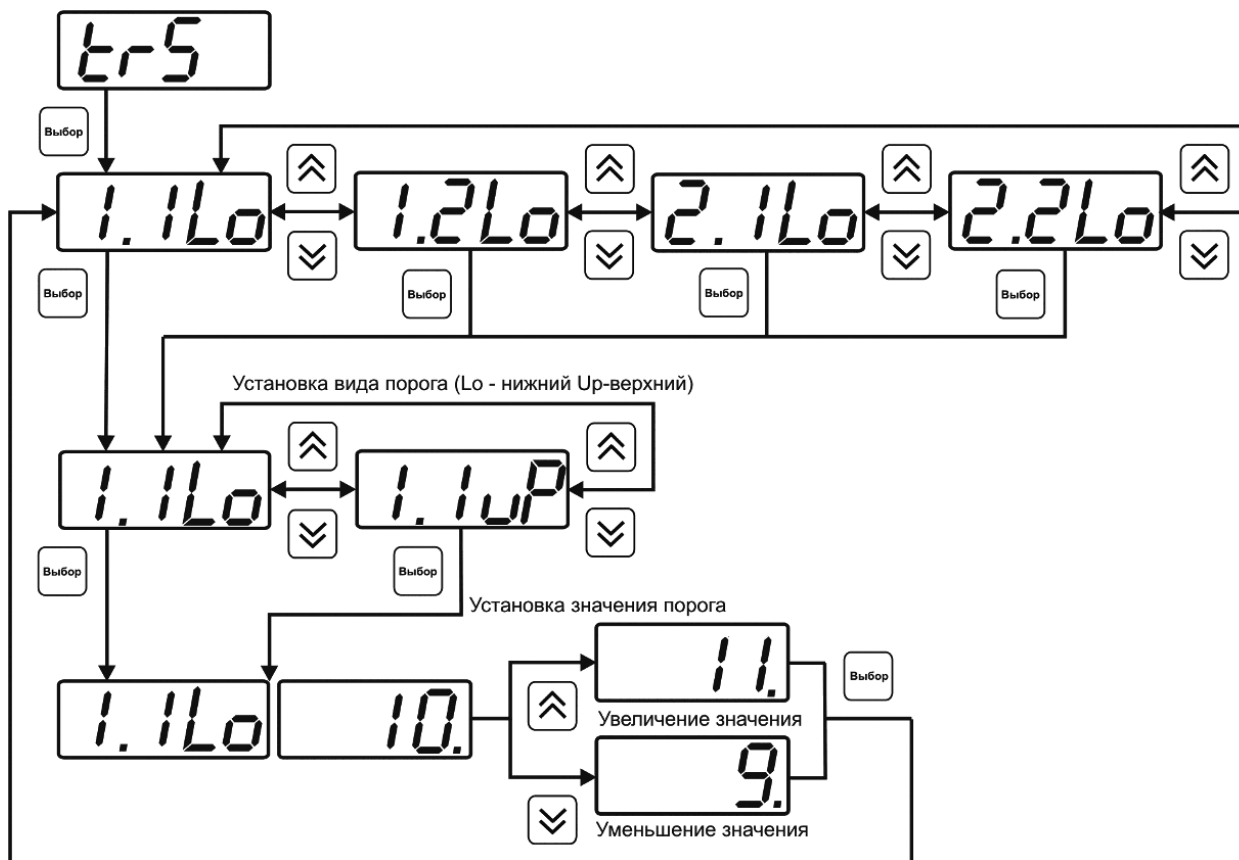 trS
Выбор
1.1Lo
1.2Lo
2.1Lo
2.2Lo
Выбор
Выбор
Выбор
Выбор
Установка вида порога (Lo - нижний Up-верхний)
1.1Lo
1.1uP
Выбор
Выбор
Установка значения порога
1.1Lo
10.
11.
Выбор
Увеличение значения
9.
Уменьшение значения